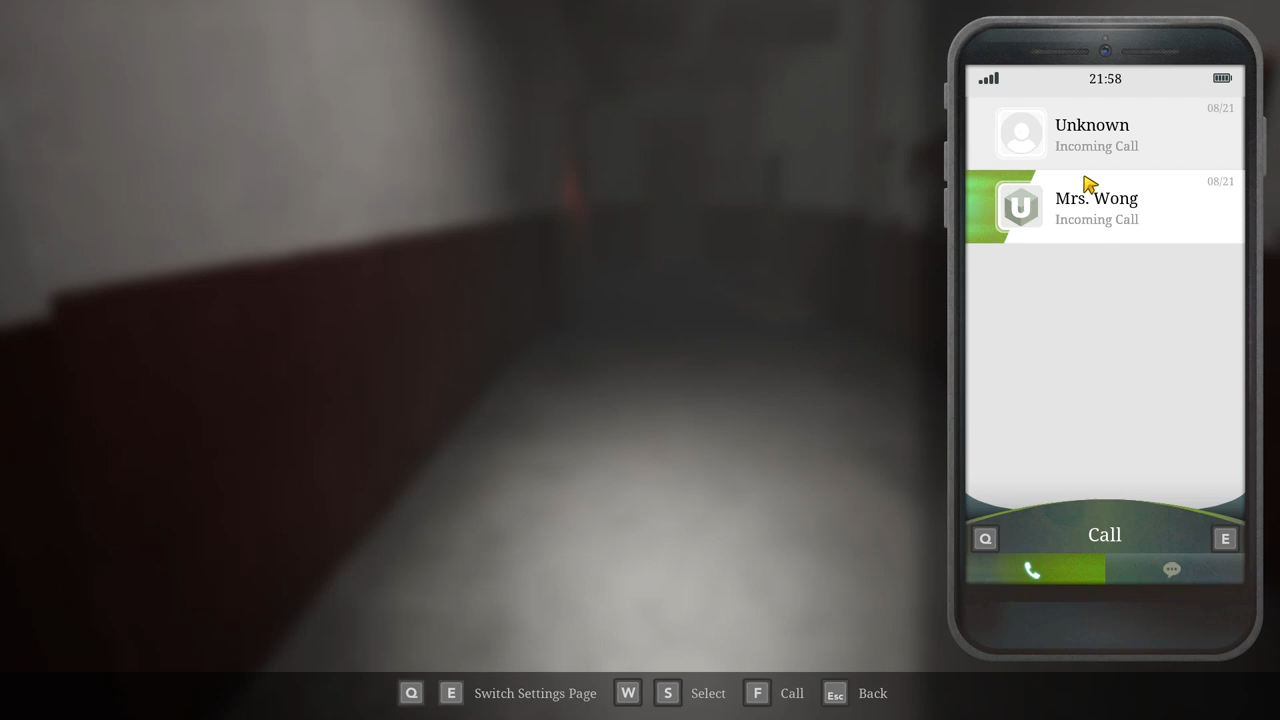 21:58
08/21
Unknown
Incoming Call
08/21
U
Mrs. Wong
Incoming Call
Q Call E
Q E Switch Settings Page W S Select F Call Esc Back